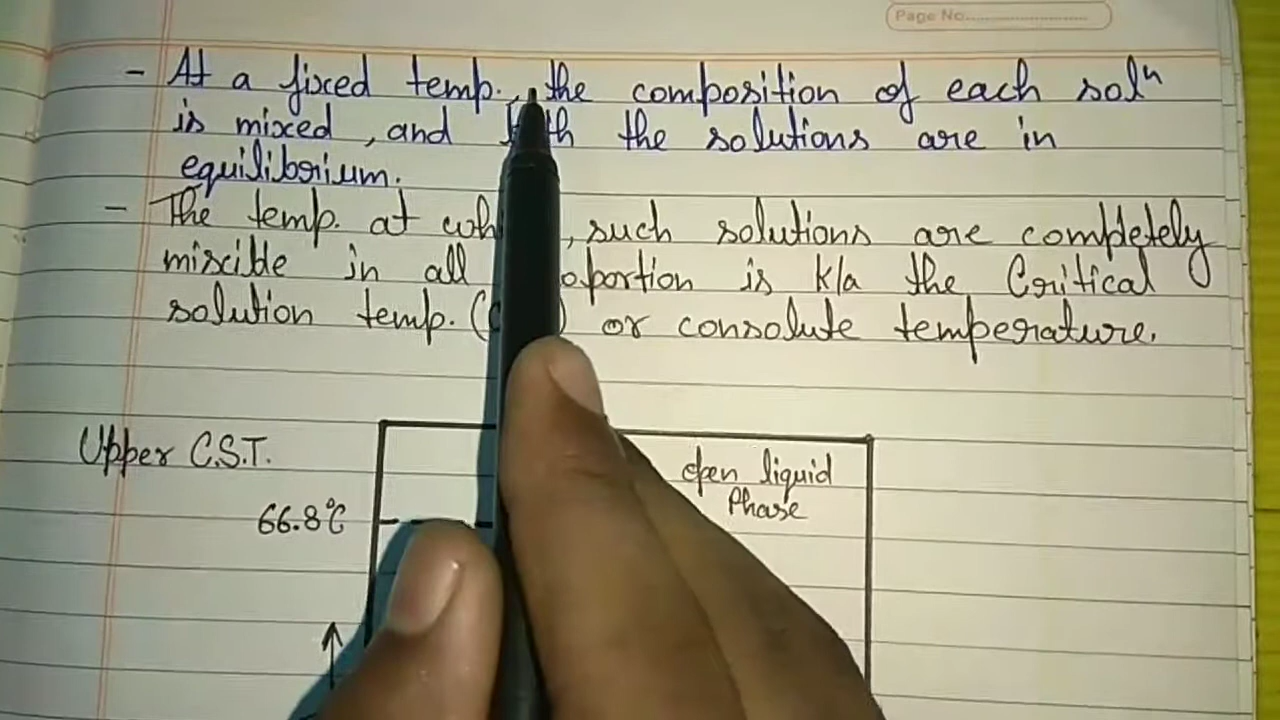 Page No.
- At a fixed temp., the composition of each solⁿ
is mixed, and both the solutions are in
equilibrium.
- The temp. at , such solutions are completely
miscible in all is k/a the Critical
solution temp. ( ) or consolute temperature.
Upper C.S.T.
open liquid
Phase
66.8°C